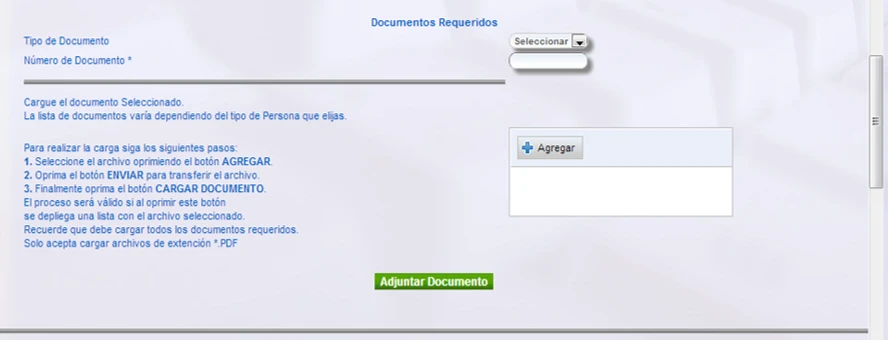 Documentos Requeridos
Tipo de Documento
Seleccionar
Número de Documento *
Cargue el documento Seleccionado.
La lista de documentos varía dependiendo del tipo de Persona que elijas.
Para realizar la carga siga los siguientes pasos:
1. Seleccione el archivo oprimiendo el botón AGREGAR.
2. Oprima el botón ENVIAR para transferir el archivo.
3. Finalmente oprima el botón CARGAR DOCUMENTO.
El proceso será válido si al oprimir este botón
se depliega una lista con el archivo seleccionado.
Recuerde que debe cargar todos los documentos requeridos.
Solo acepta cargar archivos de extención *.PDF
Agregar
Adjuntar Documento